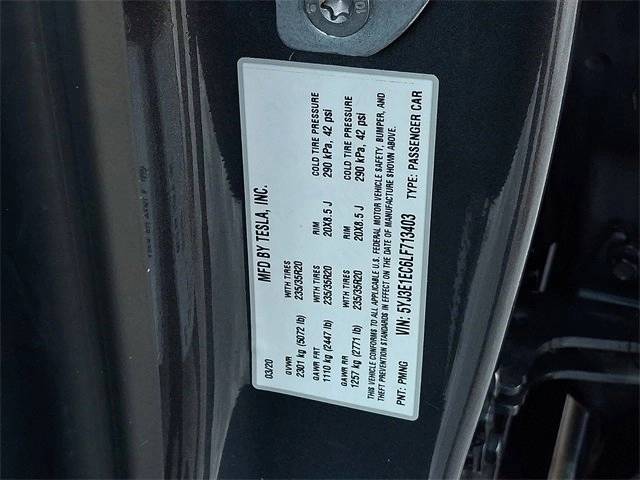 MFD BY TESLA, INC.
03/20
GVWR WITH TIRES RIM COLD TIRE PRESSURE
2301 kg (5072 lb) 235/35R20 20X8.5 J 290 kPa, 42 psi
GAWR FRT WITH TIRES RIM COLD TIRE PRESSURE
1110 kg (2447 lb) 235/35R20 20X8.5 J 290 kPa, 42 psi
GAWR RR
1257 kg (2771 lb)
THIS VEHICLE CONFORMS TO ALL APPLICABLE U.S. FEDERAL MOTOR VEHICLE SAFETY, BUMPER, AND
THEFT PREVENTION STANDARDS IN EFFECT ON THE DATE OF MANUFACTURE SHOWN ABOVE.
VIN: 5YJ3E1EC6LF713403 TYPE: PASSENGER CAR
PNT: PMNG
10